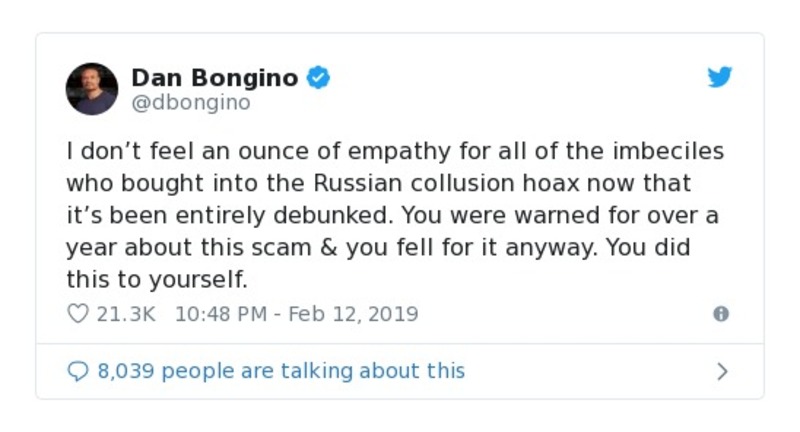 Dan Bongino
@dbongino
I don’t feel an ounce of empathy for all of the imbeciles
who bought into the Russian collusion hoax now that
it’s been entirely debunked. You were warned for over a
year about this scam & you fell for it anyway. You did
this to yourself.
21.3K 10:48 PM - Feb 12, 2019
8,039 people are talking about this